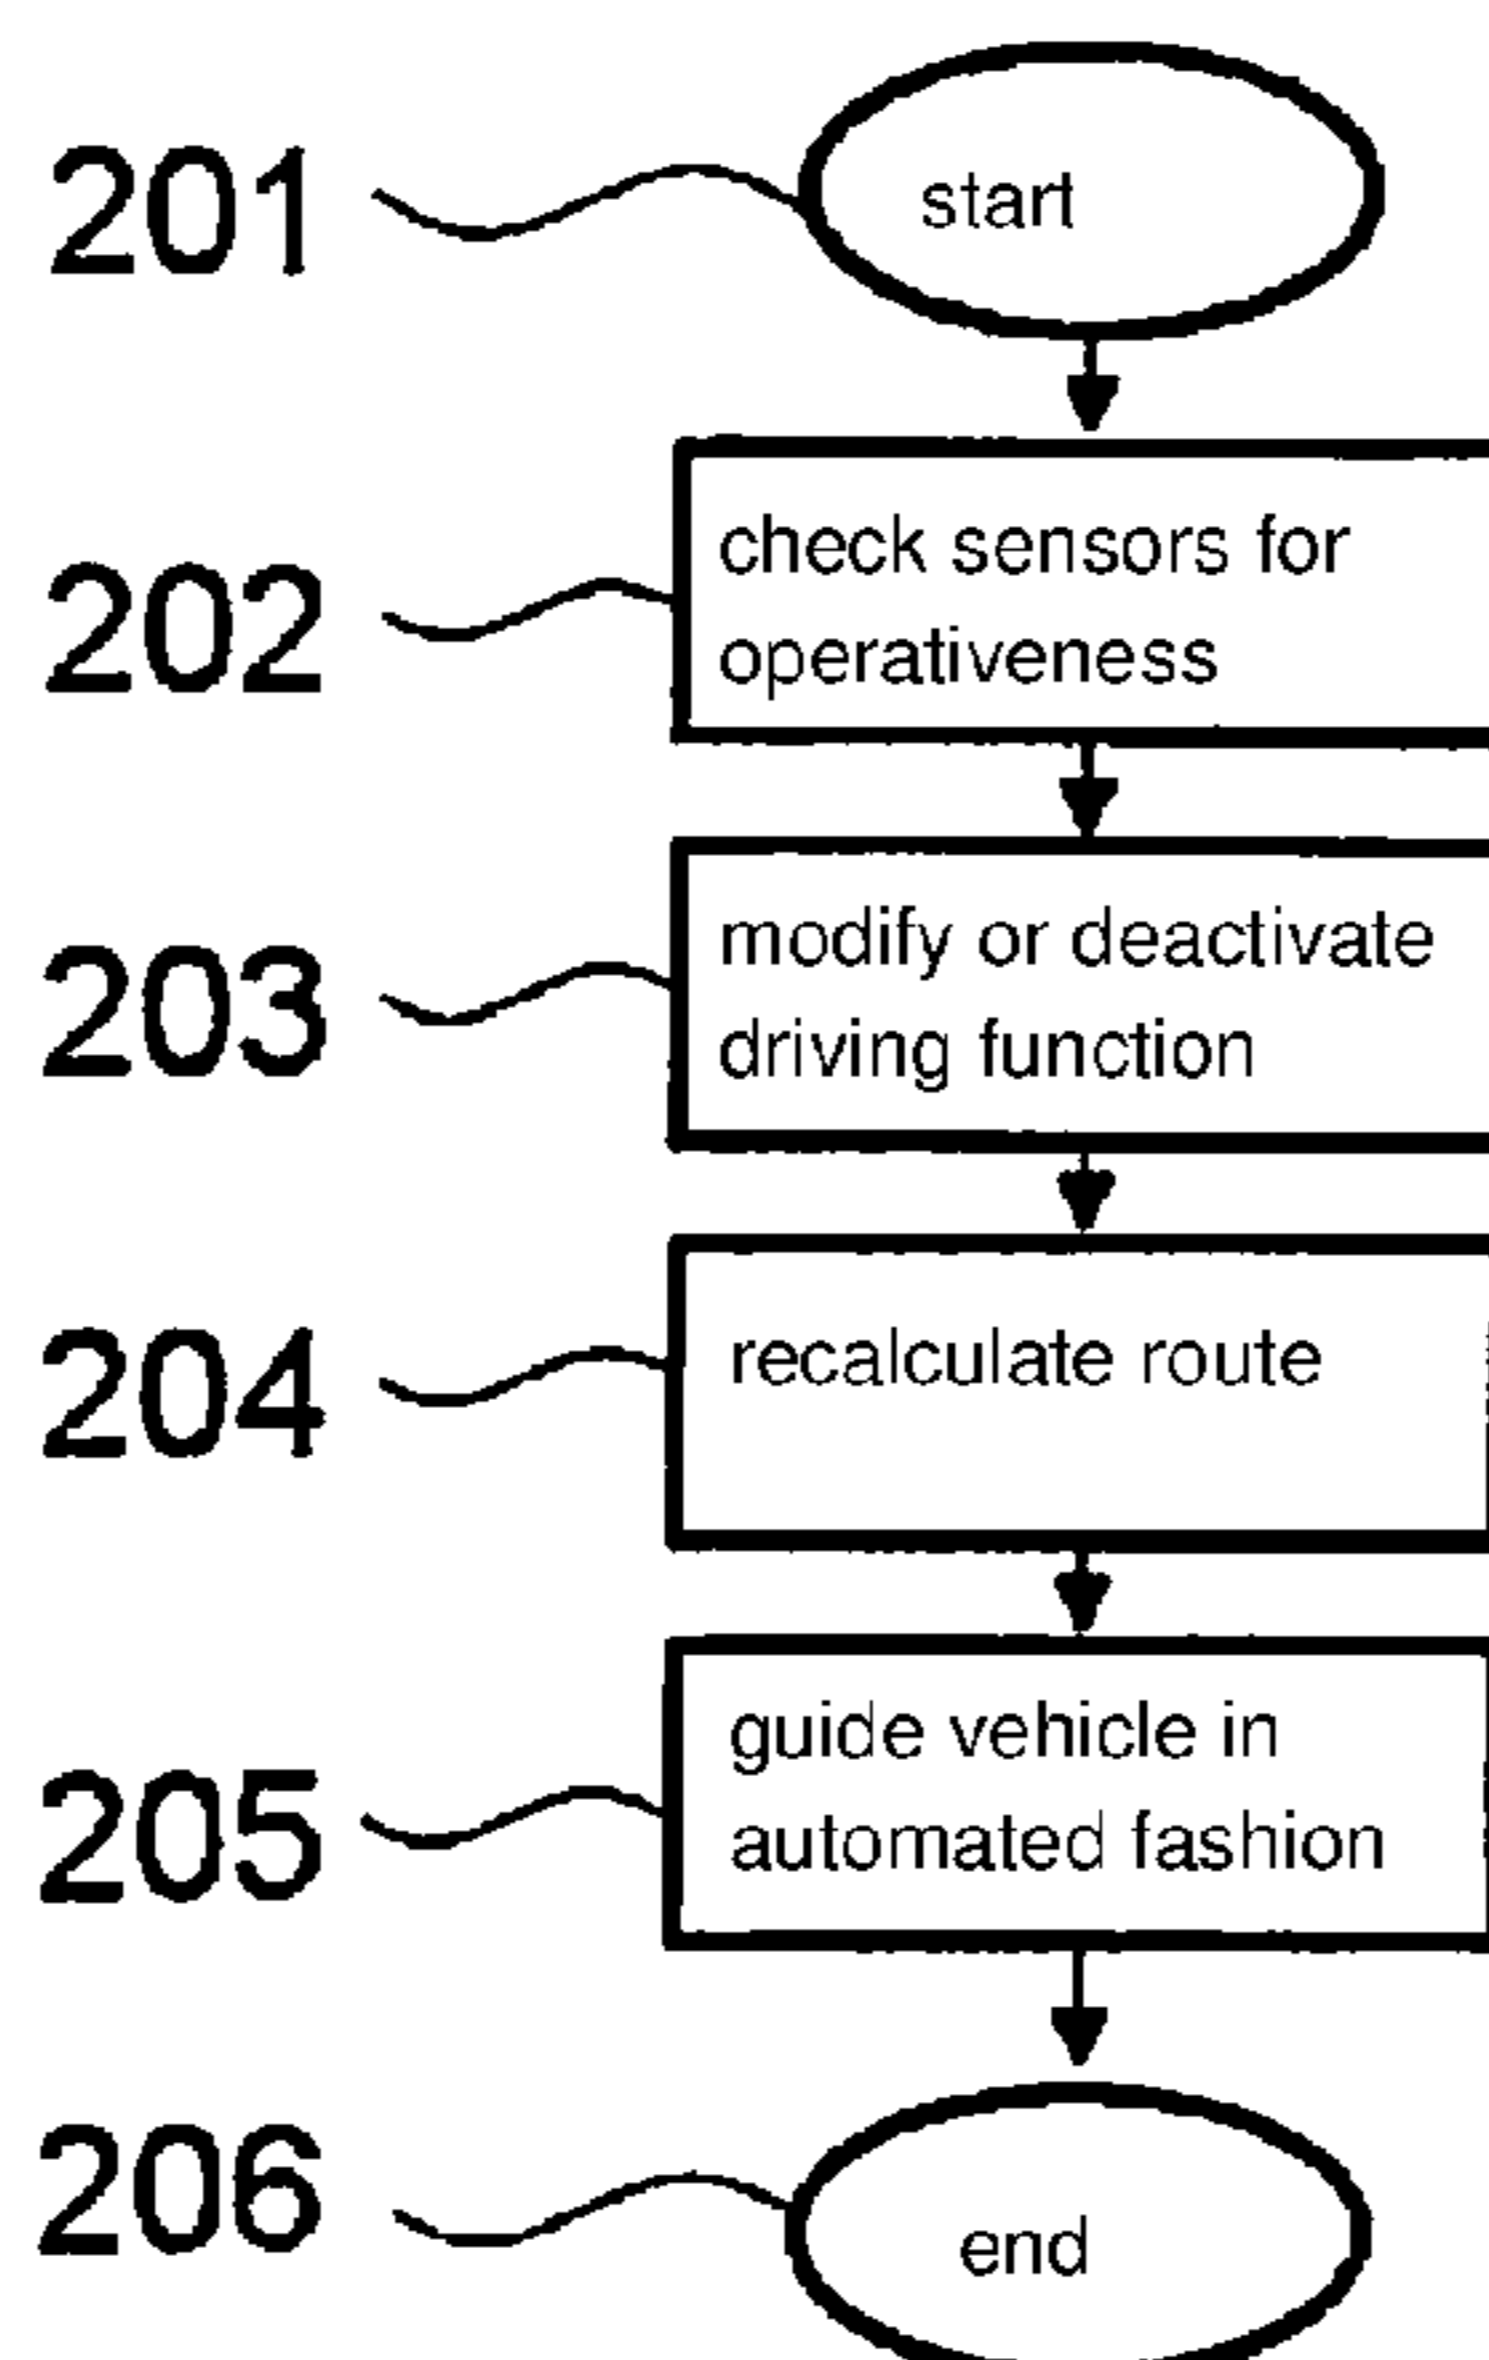 201
start
202
check sensors for
operativeness
203
modify or deactivate
driving function
204
recalculate route
205
guide vehicle in
automated fashion
206
end